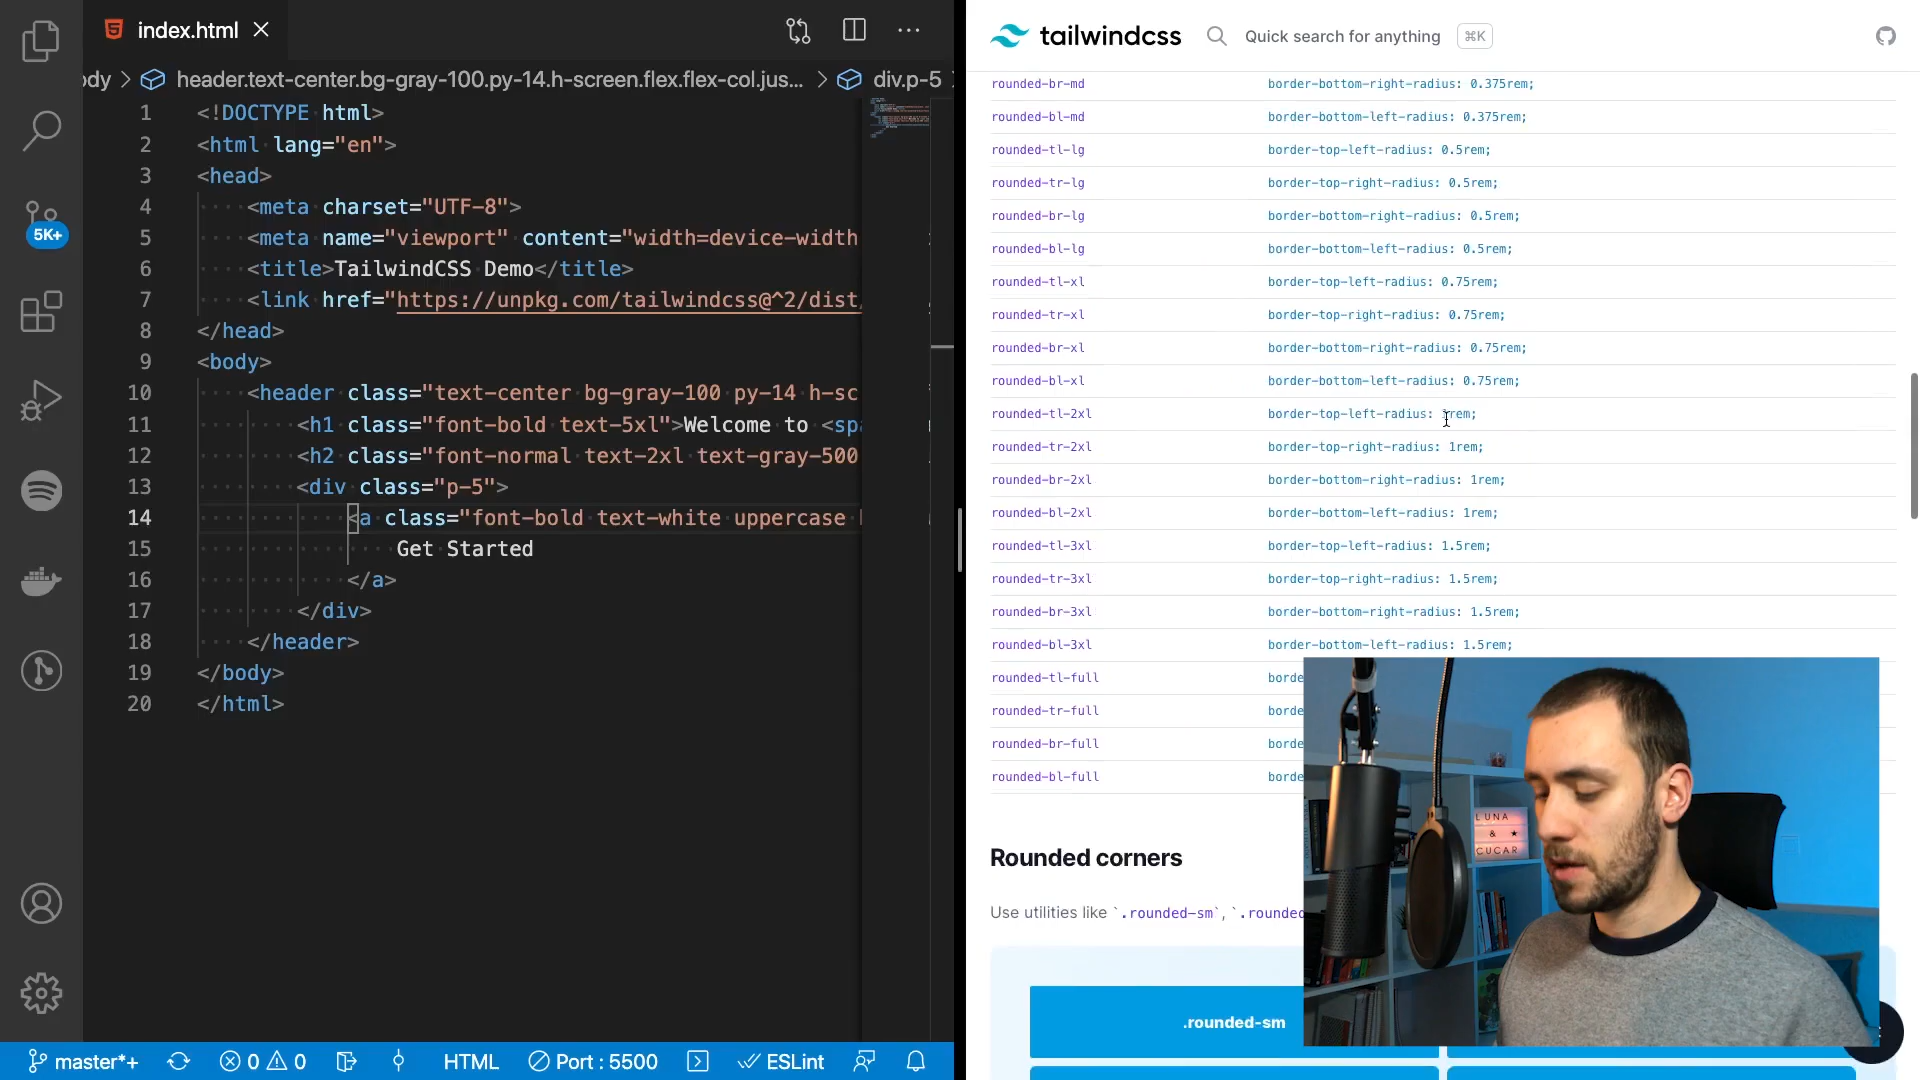 index.html
ody > header.text-center.bg-gray-100.py-14.h-screen.flex.flex-col.jus... > div.p-5
5K+
1 <!DOCTYPE html>
2 <html lang="en">
3 <head>
4 <meta charset="UTF-8">
5 <meta name="viewport" content="width=device-width
6 <title>TailwindCSS Demo</title>
7 <link href="https://unpkg.com/tailwindcss@^2/dist/
8 </head>
9 <body>
10 <header class="text-center bg-gray-100 py-14 h-sc
11 <h1 class="font-bold text-5xl">Welcome to <spa
12 <h2 class="font-normal text-2xl text-gray-500
13 <div class="p-5">
14 <a class="font-bold text-white uppercase
15 Get Started
16 </a>
17 </div>
18 </header>
19 </body>
20 </html>
master*+ 0 0 HTML Port : 5500 ESLint
tailwindcss Quick search for anything ⌘K
rounded-br-md border-bottom-right-radius: 0.375rem;
rounded-bl-md border-bottom-left-radius: 0.375rem;
rounded-tl-lg border-top-left-radius: 0.5rem;
rounded-tr-lg border-top-right-radius: 0.5rem;
rounded-br-lg border-bottom-right-radius: 0.5rem;
rounded-bl-lg border-bottom-left-radius: 0.5rem;
rounded-tl-xl border-top-left-radius: 0.75rem;
rounded-tr-xl border-top-right-radius: 0.75rem;
rounded-br-xl border-bottom-right-radius: 0.75rem;
rounded-bl-xl border-bottom-left-radius: 0.75rem;
rounded-tl-2xl border-top-left-radius: 1rem;
rounded-tr-2xl border-top-right-radius: 1rem;
rounded-br-2xl border-bottom-right-radius: 1rem;
rounded-bl-2xl border-bottom-left-radius: 1rem;
rounded-tl-3xl border-top-left-radius: 1.5rem;
rounded-tr-3xl border-top-right-radius: 1.5rem;
rounded-br-3xl border-bottom-right-radius: 1.5rem;
rounded-bl-3xl border-bottom-left-radius: 1.5rem;
rounded-tl-full borde
rounded-tr-full borde
rounded-br-full borde
rounded-bl-full borde
Rounded corners
Use utilities like `.rounded-sm`, `.rounded
.rounded-sm
LUNA
& ★
CUCAR